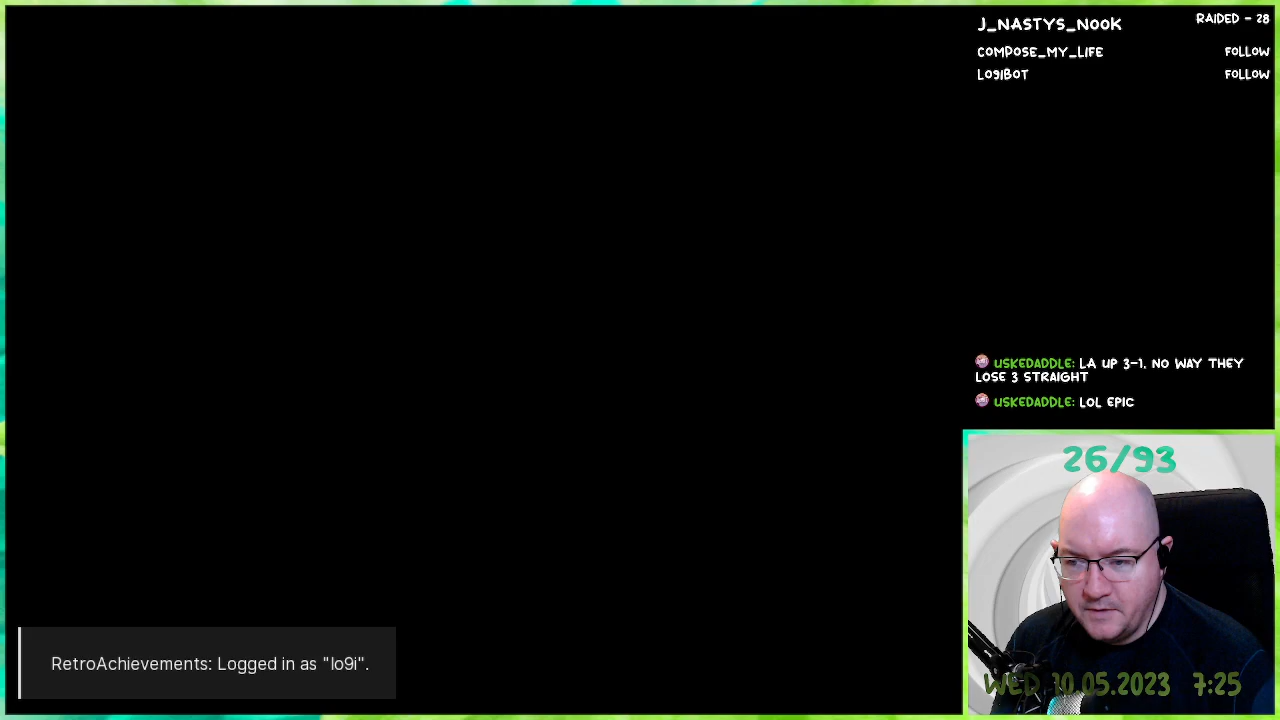 J_NASTYS_NOOK RAIDED - 28
COMPOSE_MY_LIFE FOLLOW
LO9IBOT FOLLOW
USKEDADDLE: LA UP 3-1. NO WAY THEY
LOSE 3 STRAIGHT
USKEDADDLE: LOL EPIC
26/93
WED 10.05.2023 7:25
RetroAchievements: Logged in as "lo9i".